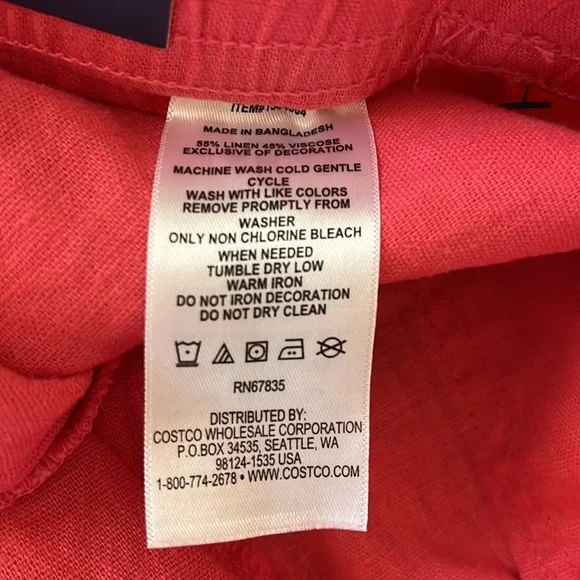 MADE IN BANGLADESH
55% LINEN 45% VISCOSE
EXCLUSIVE OF DECORATION
MACHINE WASH COLD GENTLE
CYCLE
WASH WITH LIKE COLORS
REMOVE PROMPTLY FROM
WASHER
ONLY NON CHLORINE BLEACH
WHEN NEEDED
TUMBLE DRY LOW
WARM IRON
DO NOT IRON DECORATION
DO NOT DRY CLEAN
RN67835
DISTRIBUTED BY:
COSTCO WHOLESALE CORPORATION
P.O.BOX 34535, SEATTLE, WA
98124-1535 USA
1-800-774-2678 • WWW.COSTCO.COM